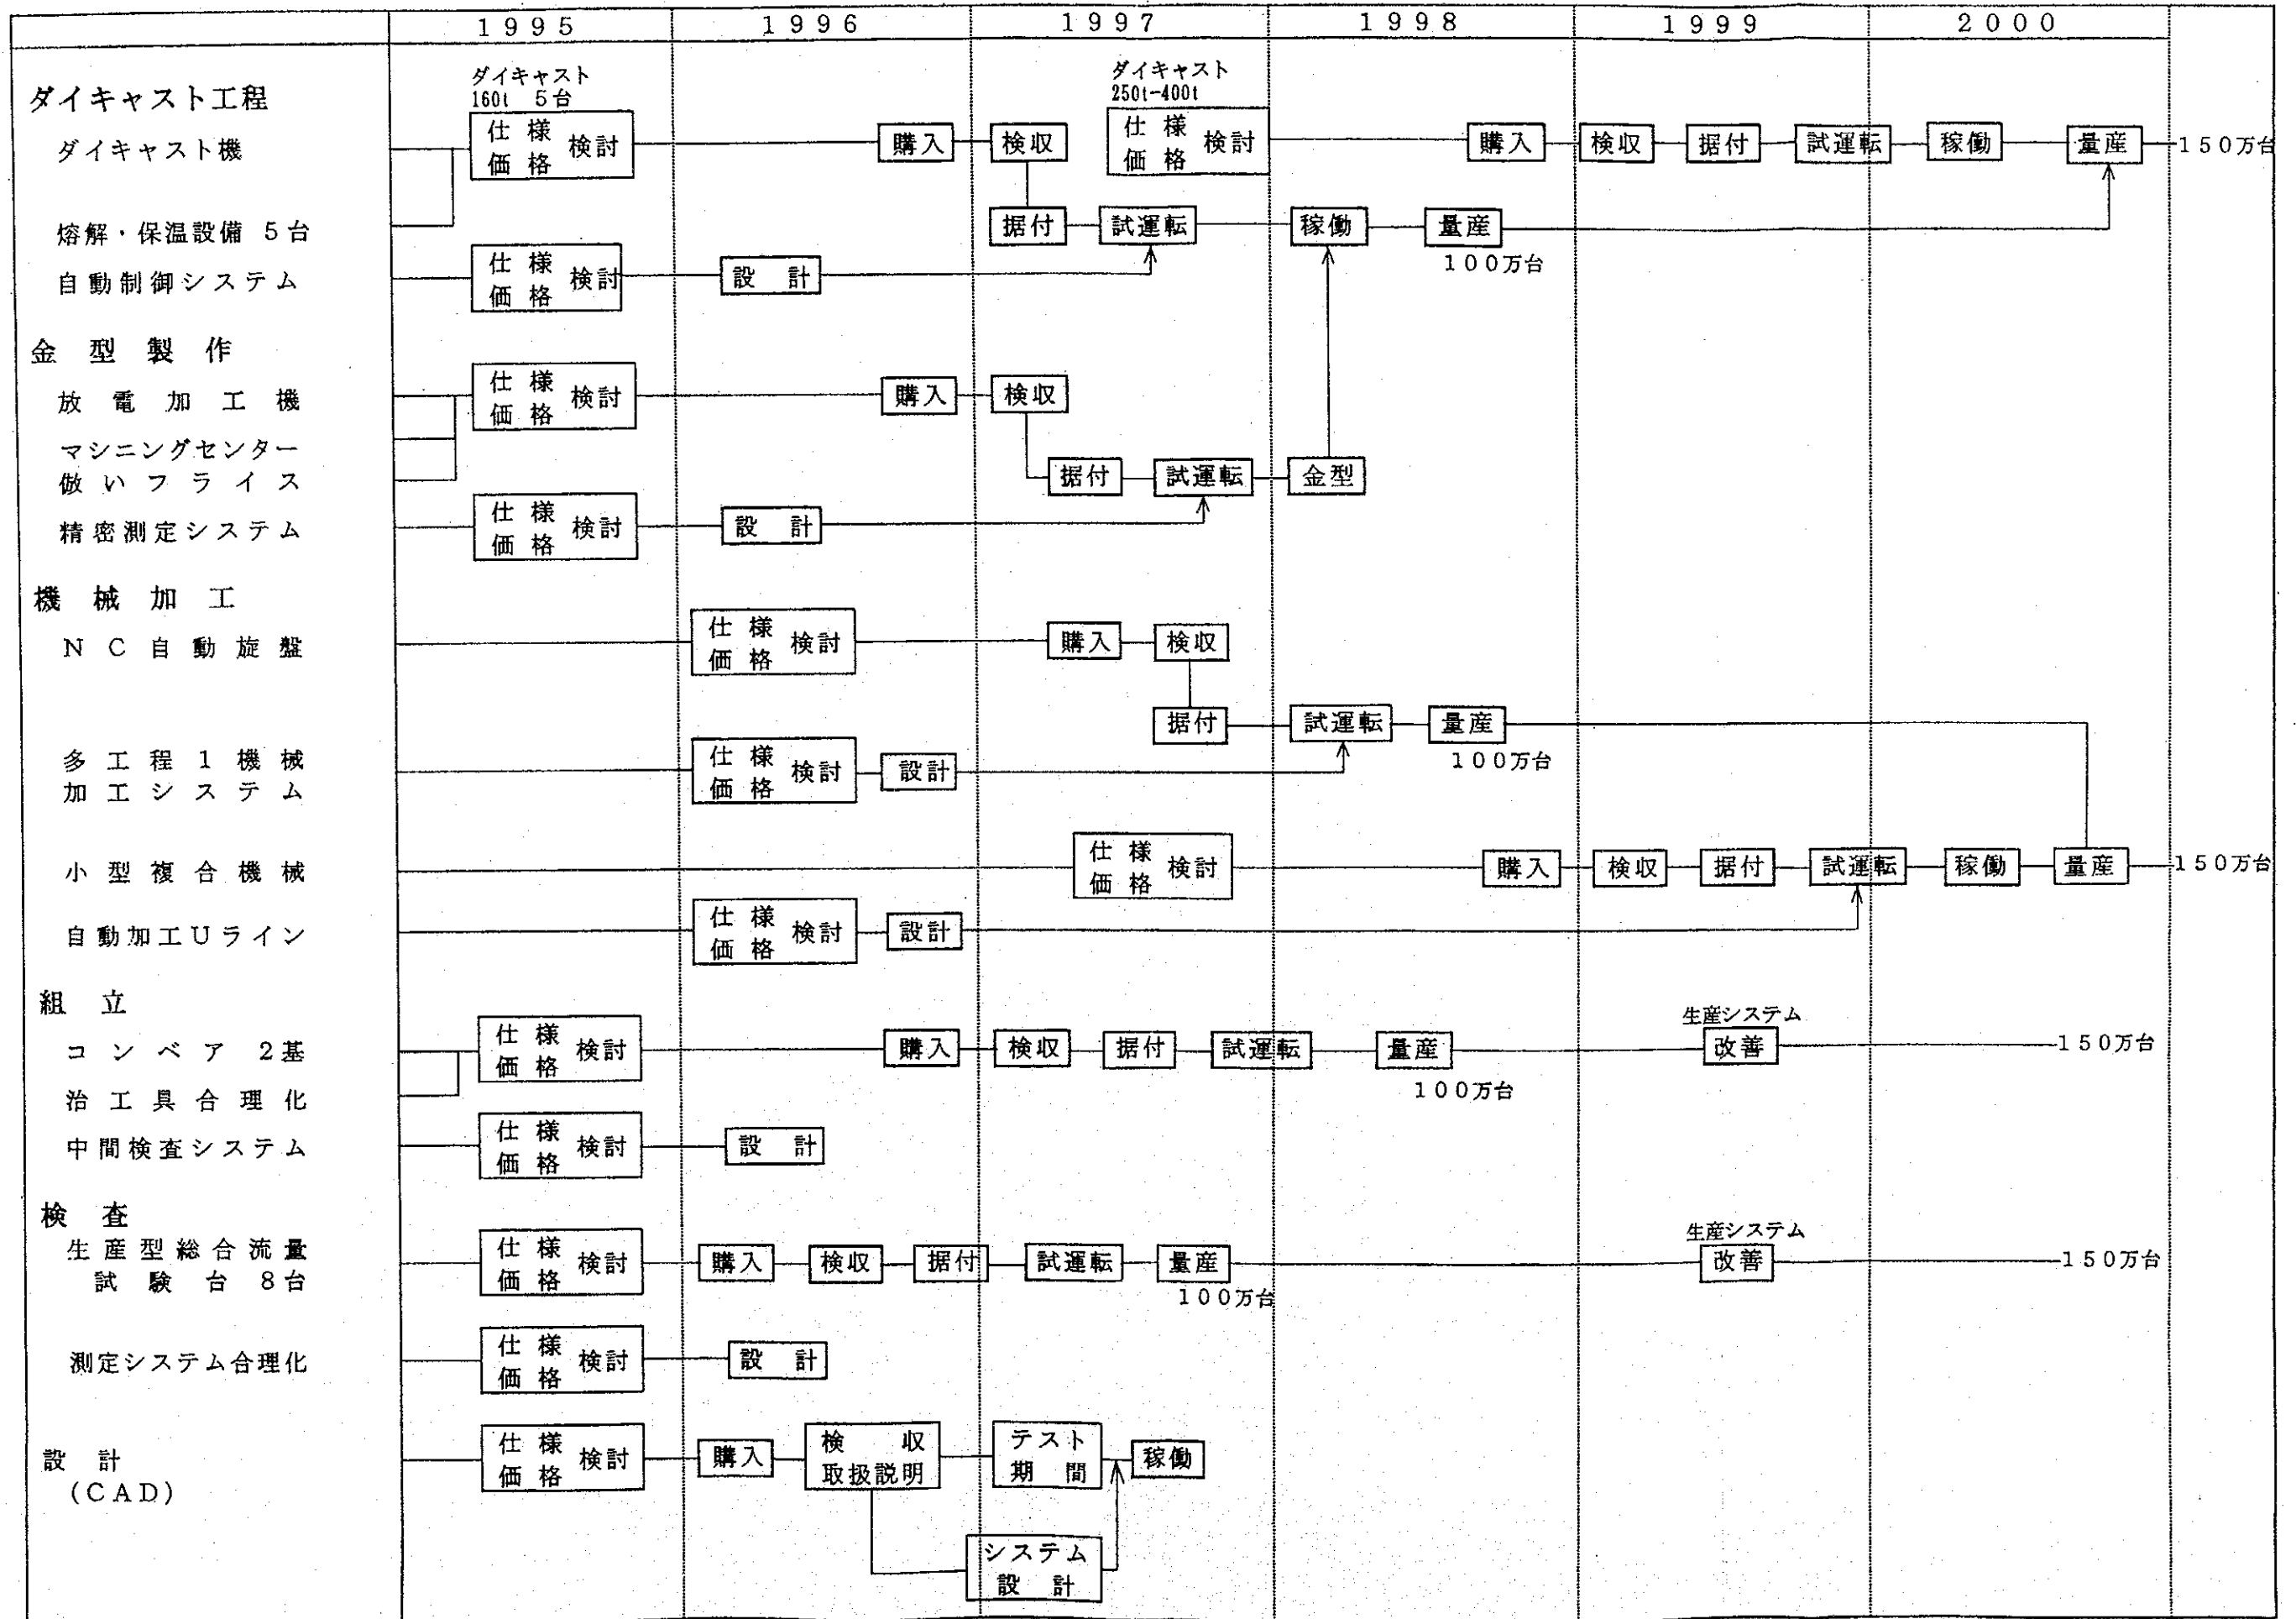 1995 1996 1997 1998 1999 2000
ダイキャスト工程
ダイキャスト
160t 5台
ダイキャスト
250t-400t
ダイキャスト機
仕様
価格
検討
購入
検収
仕様
価格
検討
購入
検収
据付
試運転
稼働
量産
150万台
熔解・保温設備 5台
据付
試運転
稼働
量産
100万台
自動制御システム
仕様
価格
検討
設計
金型製作
放電加工機
仕様
価格
検討
購入
検収
マシニングセンター
倣いフライス
据付
試運転
金型
精密測定システム
仕様
価格
検討
設計
機械加工
NC自動旋盤
仕様
価格
検討
購入
検収
据付
試運転
量産
100万台
多工程1機械
加工システム
仕様
価格
検討
設計
小型複合機械
仕様
価格
検討
購入
検収
据付
試運転
稼働
量産
150万台
自動加工Uライン
仕様
価格
検討
設計
組立
コンベア 2基
仕様
価格
検討
購入
検収
据付
試運転
量産
100万台
生産システム
改善
150万台
治工具合理化
中間検査システム
仕様
価格
検討
設計
検査
生産型総合流量
試験台 8台
仕様
価格
検討
購入
検収
据付
試運転
量産
100万台
生産システム
改善
150万台
測定システム合理化
仕様
価格
検討
設計
設計
(CAD)
仕様
価格
検討
購入
検収
取扱説明
テスト
期間
稼働
システム
設計